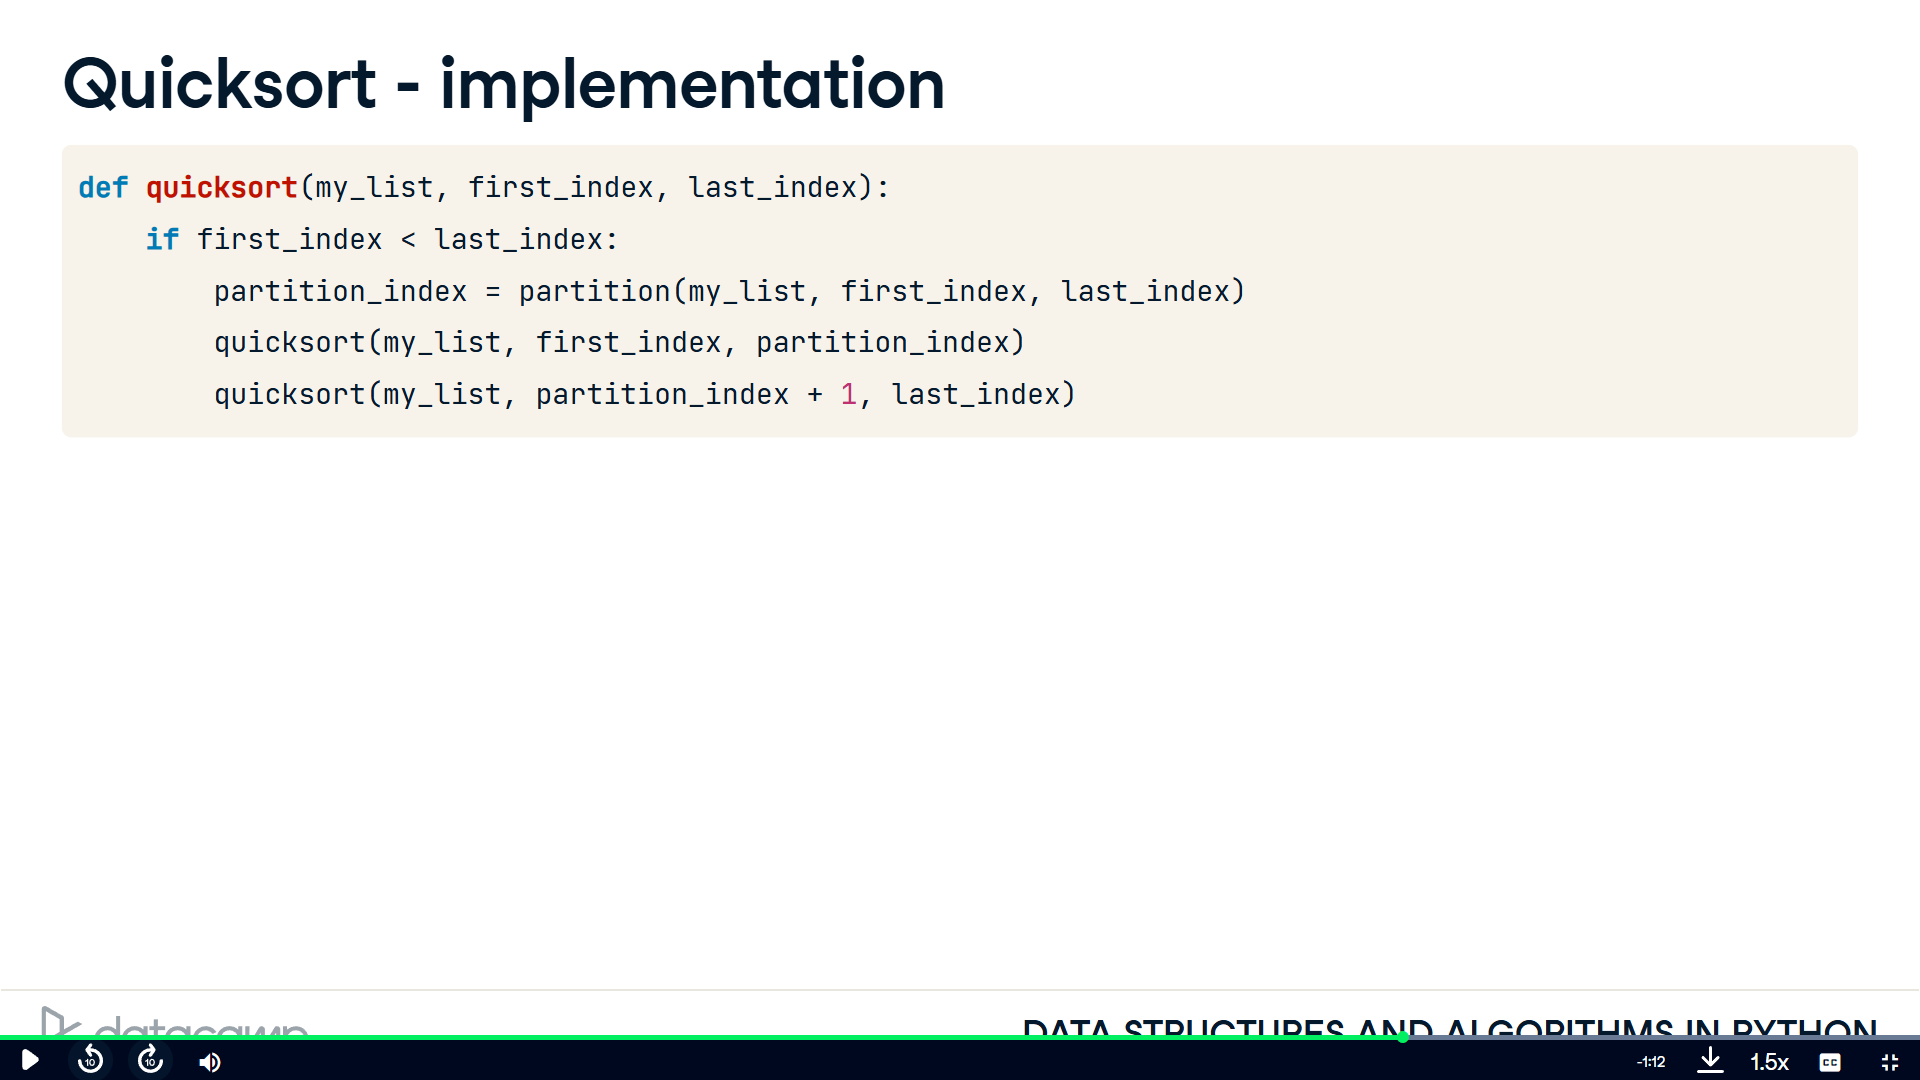 Quicksort - implementation
def quicksort(my_list, first_index, last_index):
    if first_index < last_index:
        partition_index = partition(my_list, first_index, last_index)
        quicksort(my_list, first_index, partition_index)
        quicksort(my_list, partition_index + 1, last_index)
datacamp
DATA STRUCTURES AND ALGORITHMS IN PYTHON
10
10
-1:12
1.5x
CC